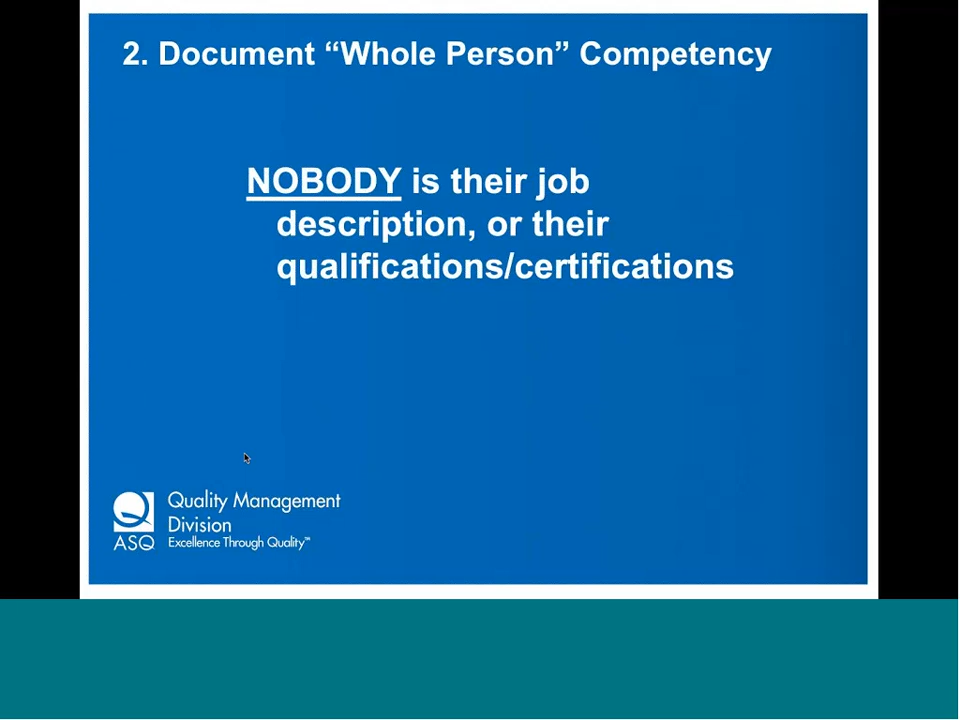 2. Document “Whole Person” Competency
NOBODY is their job
description, or their
qualifications/certifications
Quality Management
Division
ASQ Excellence Through Quality™